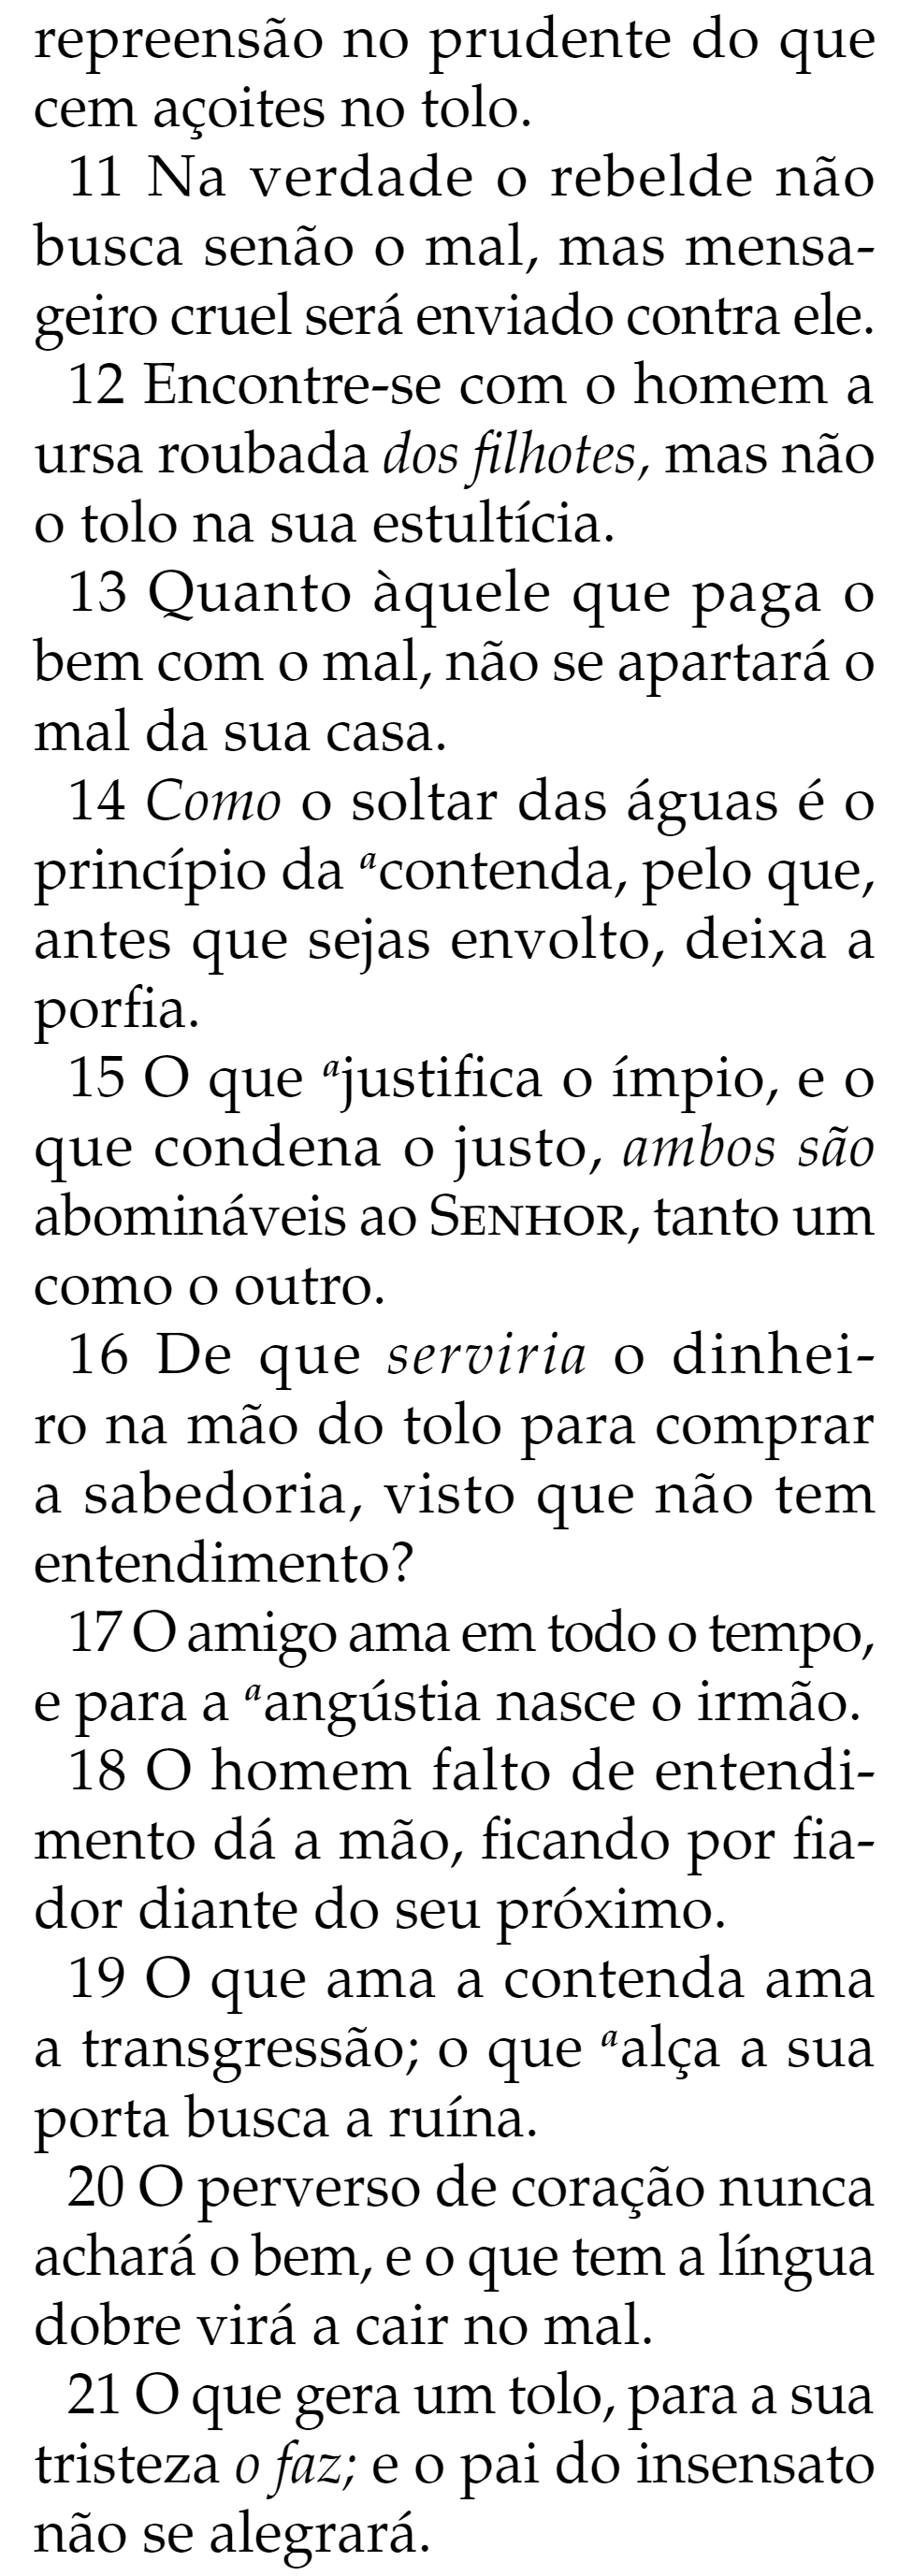 repreensão no prudente do que
cem açoites no tolo.
11 Na verdade o rebelde não
busca senão o mal, mas mensa-
geiro cruel será enviado contra ele.
12 Encontre-se com o homem a
ursa roubada dos filhotes, mas não
o tolo na sua estultícia.
13 Quanto àquele que paga o
bem com o mal, não se apartará o
mal da sua casa.
14 Como o soltar das águas é o
princípio da ᵃcontenda, pelo que,
antes que sejas envolto, deixa a
porfia.
15 O que ᵃjustifica o ímpio, e o
que condena o justo, ambos são
abomináveis ao SENHOR, tanto um
como o outro.
16 De que serviria o dinhei-
ro na mão do tolo para comprar
a sabedoria, visto que não tem
entendimento?
17 O amigo ama em todo o tempo,
e para a ᵃangústia nasce o irmão.
18 O homem falto de entendi-
mento dá a mão, ficando por fia-
dor diante do seu próximo.
19 O que ama a contenda ama
a transgressão; o que ᵃalça a sua
porta busca a ruína.
20 O perverso de coração nunca
achará o bem, e o que tem a língua
dobre virá a cair no mal.
21 O que gera um tolo, para a sua
tristeza o faz; e o pai do insensato
não se alegrará.